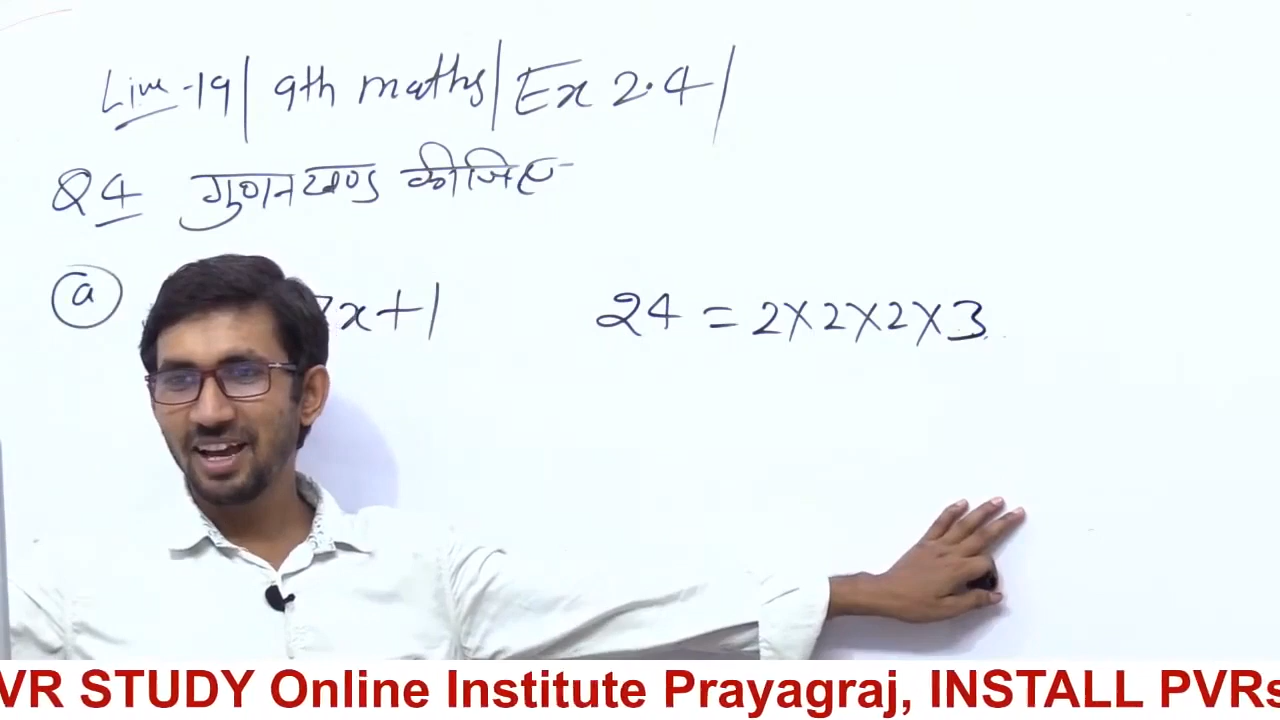 Live-19| 9th maths| Ex 2.4|
Q4 गुणनखण्ड कीजिए
(a) 7x+1
24 = 2×2×2×3
VR STUDY Online Institute Prayagraj, INSTALL PVRs